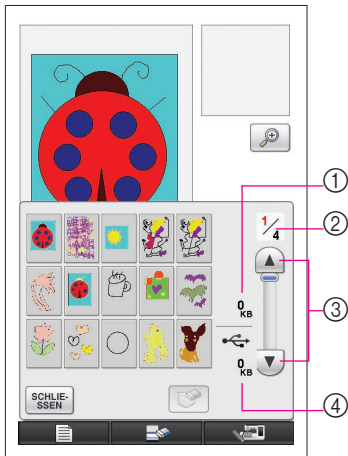 ①
1/4
②
③
0
KB
0
KB
④
SCHLIE-
SSEN